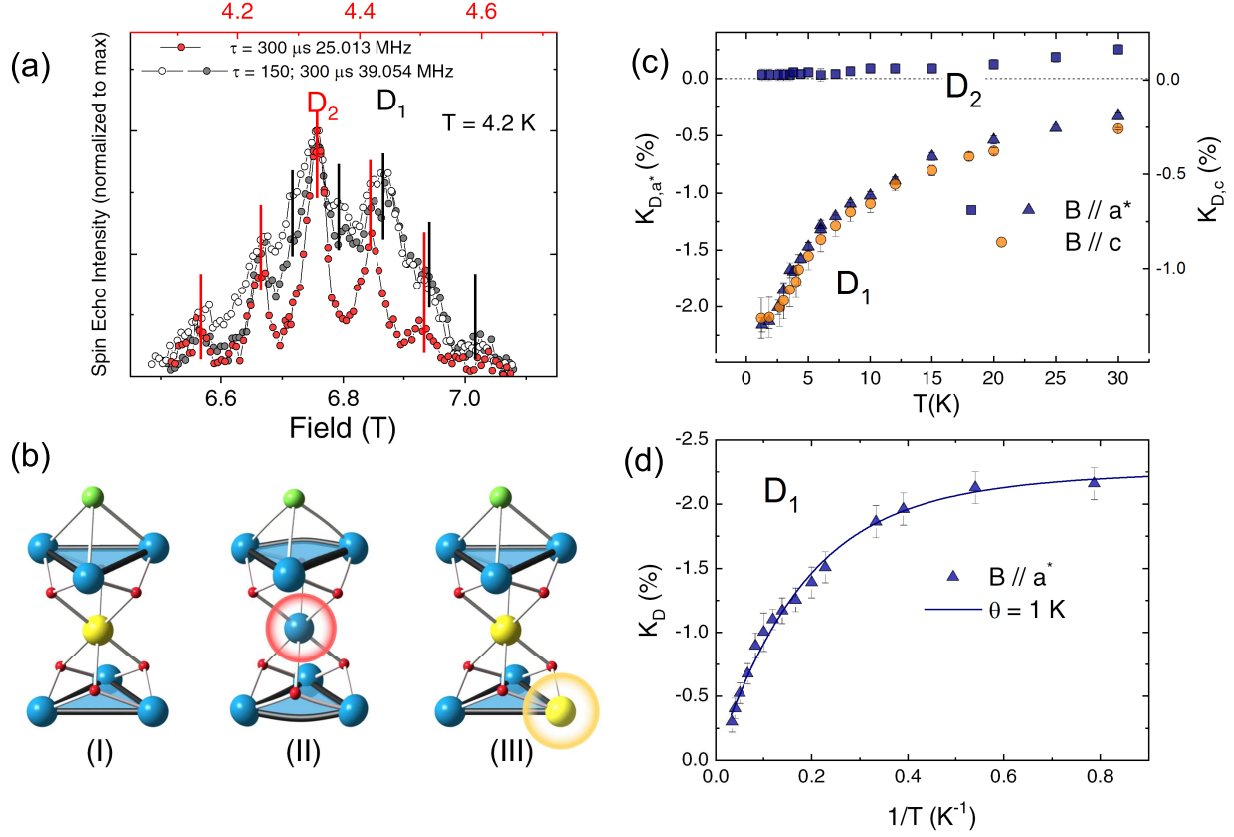 (a)
4.2 4.4 4.6
τ = 300 μs 25.013 MHz
τ = 150; 300 μs 39.054 MHz
D2
D1
T = 4.2 K
Spin Echo Intensity (normalized to max)
6.6 6.8 7.0
Field (T)
(b)
(I) (II) (III)
(c)
0.0
-0.5
-1.0
-1.5
-2.0
K_D,a* (%)
0.0
-0.5
-1.0
K_D,c (%)
D2
B // a*
B // c
D1
0 5 10 15 20 25 30
T(K)
(d)
-2.5
-2.0
-1.5
-1.0
-0.5
0.0
K_D (%)
D1
B // a*
θ = 1 K
0.0 0.2 0.4 0.6 0.8
1/T (K⁻¹)